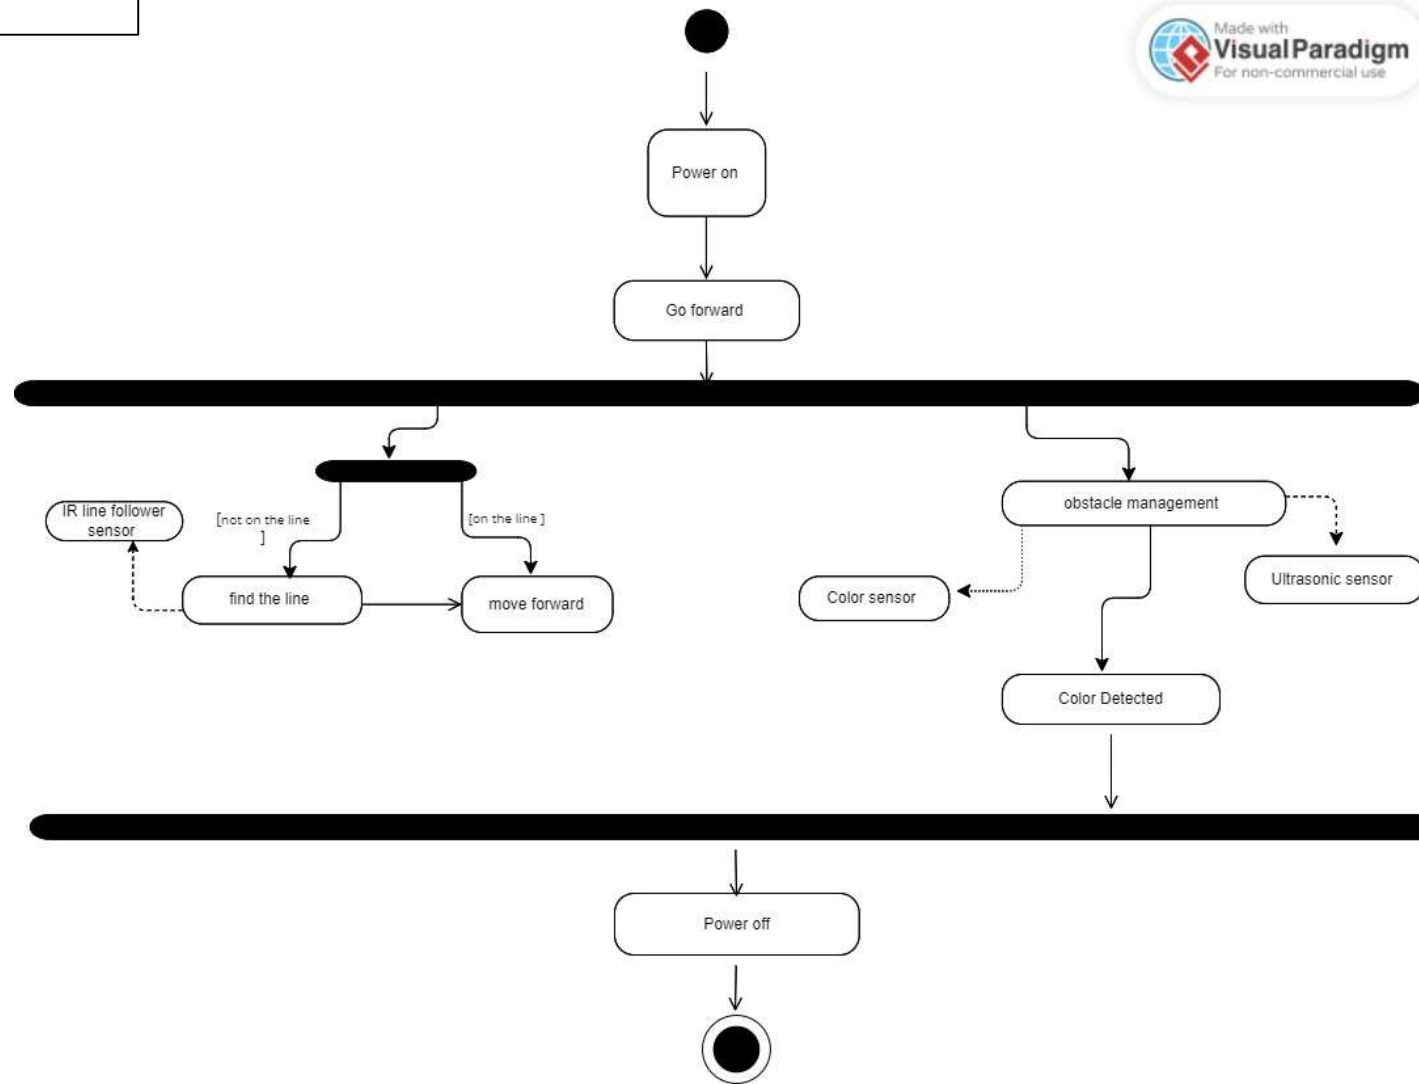 Made with
Visual Paradigm
For non-commercial use
Power on
Go forward
IR line follower
sensor
[not on the line
]
[on the line ]
find the line
move forward
obstacle management
Color sensor
Ultrasonic sensor
Color Detected
Power off